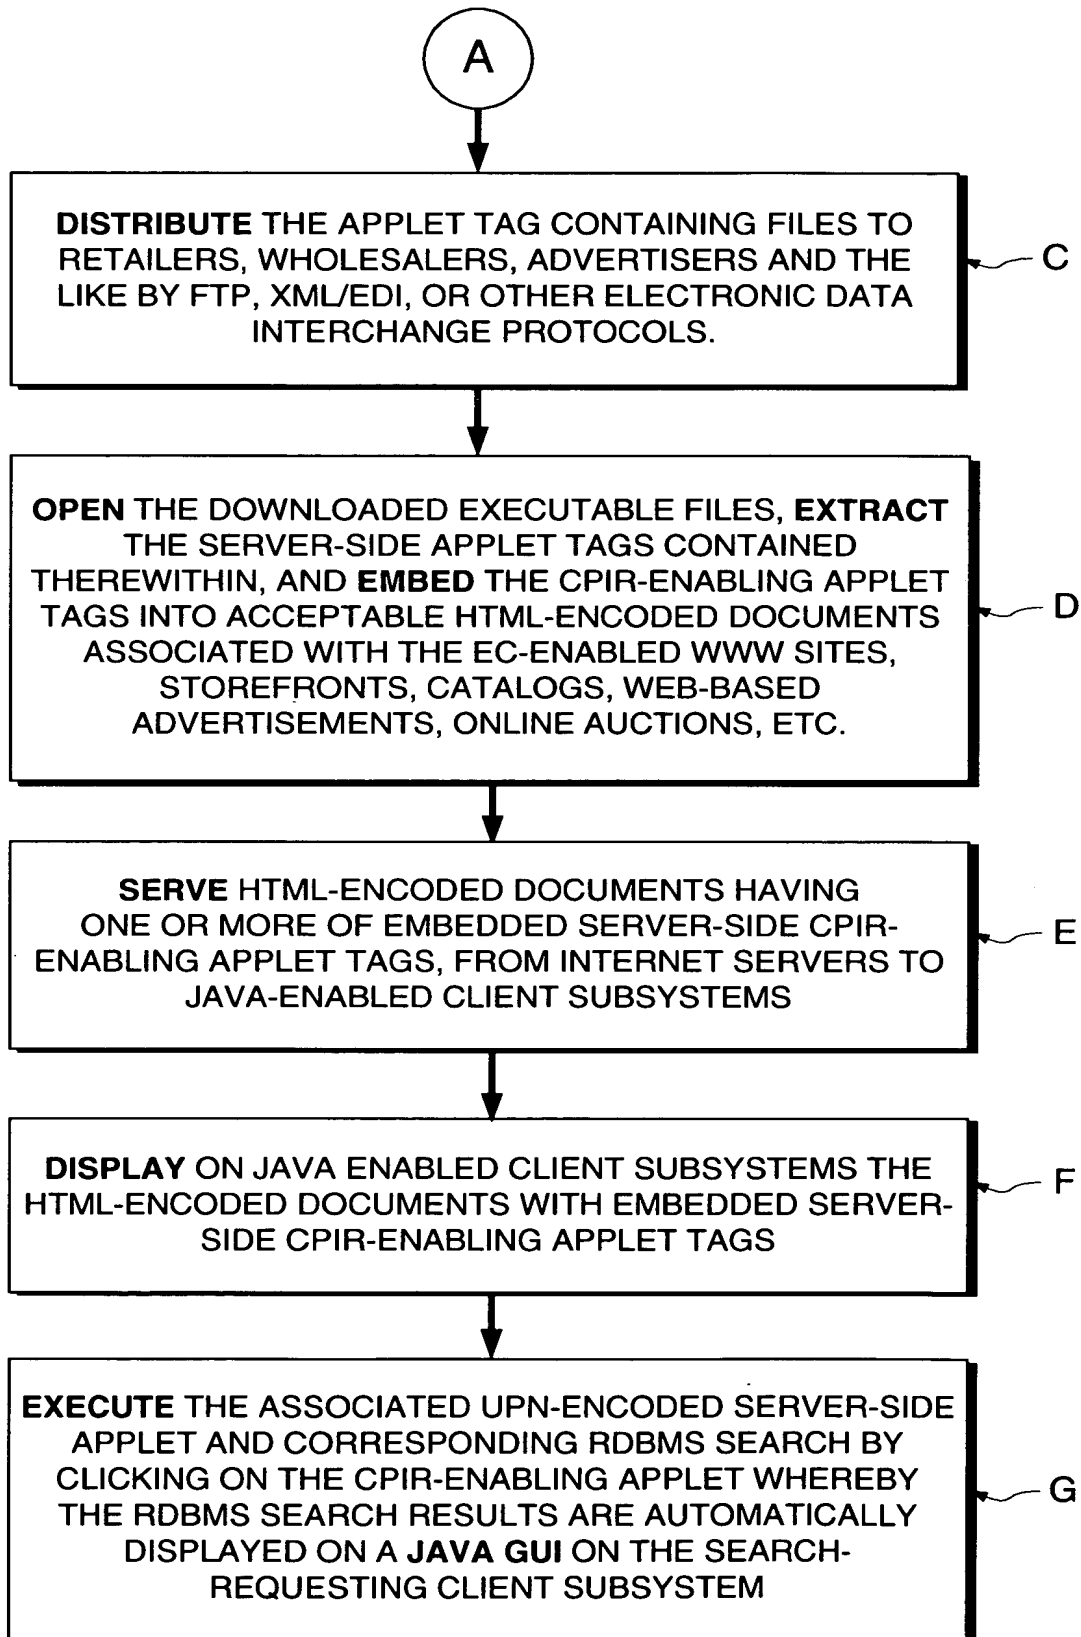 A
DISTRIBUTE THE APPLET TAG CONTAINING FILES TO
RETAILERS, WHOLESALERS, ADVERTISERS AND THE
LIKE BY FTP, XML/EDI, OR OTHER ELECTRONIC DATA
INTERCHANGE PROTOCOLS.
C
OPEN THE DOWNLOADED EXECUTABLE FILES, EXTRACT
THE SERVER-SIDE APPLET TAGS CONTAINED
THEREWITHIN, AND EMBED THE CPIR-ENABLING APPLET
TAGS INTO ACCEPTABLE HTML-ENCODED DOCUMENTS
ASSOCIATED WITH THE EC-ENABLED WWW SITES,
STOREFRONTS, CATALOGS, WEB-BASED
ADVERTISEMENTS, ONLINE AUCTIONS, ETC.
D
SERVE HTML-ENCODED DOCUMENTS HAVING
ONE OR MORE OF EMBEDDED SERVER-SIDE CPIR-
ENABLING APPLET TAGS, FROM INTERNET SERVERS TO
JAVA-ENABLED CLIENT SUBSYSTEMS
E
DISPLAY ON JAVA ENABLED CLIENT SUBSYSTEMS THE
HTML-ENCODED DOCUMENTS WITH EMBEDDED SERVER-
SIDE CPIR-ENABLING APPLET TAGS
F
EXECUTE THE ASSOCIATED UPN-ENCODED SERVER-SIDE
APPLET AND CORRESPONDING RDBMS SEARCH BY
CLICKING ON THE CPIR-ENABLING APPLET WHEREBY
THE RDBMS SEARCH RESULTS ARE AUTOMATICALLY
DISPLAYED ON A JAVA GUI ON THE SEARCH-
REQUESTING CLIENT SUBSYSTEM
G